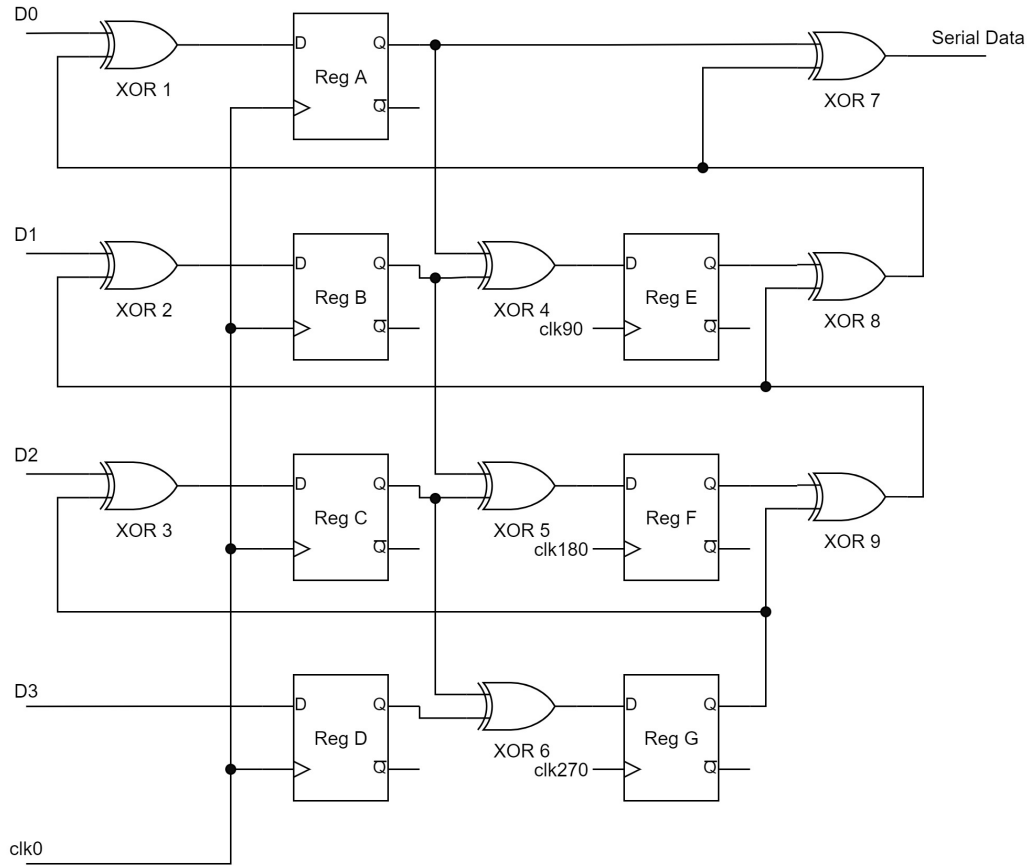 D0
XOR 1
D
Q
Reg A
Q
XOR 7
Serial Data
D1
XOR 2
D
Q
Reg B
Q
XOR 4
clk90
D
Q
Reg E
Q
XOR 8
D2
XOR 3
D
Q
Reg C
Q
XOR 5
clk180
D
Q
Reg F
Q
XOR 9
D3
D
Q
Reg D
Q
XOR 6
clk270
D
Q
Reg G
Q
clk0